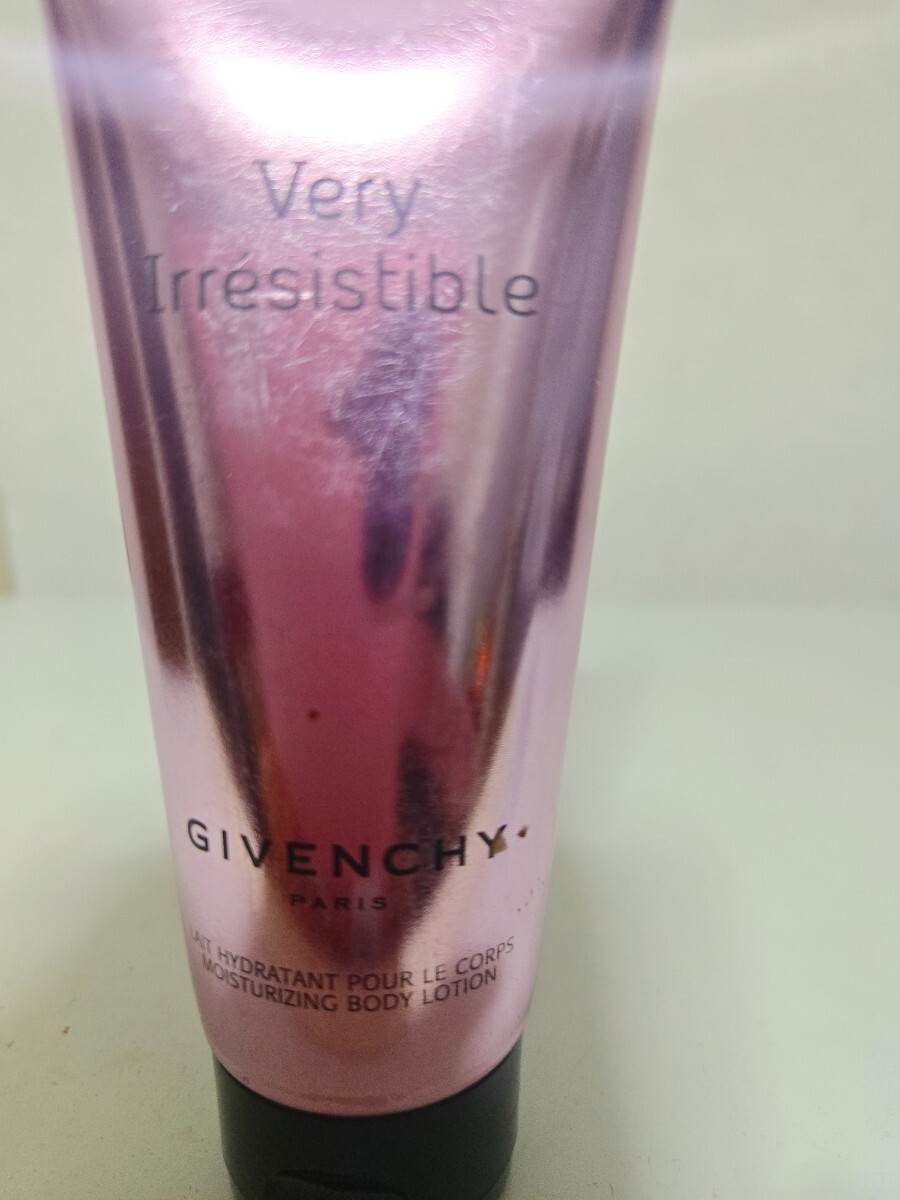 Very
Irrésistible
GIVENCHY
PARIS
LAIT HYDRATANT POUR LE CORPS
MOISTURIZING BODY LOTION